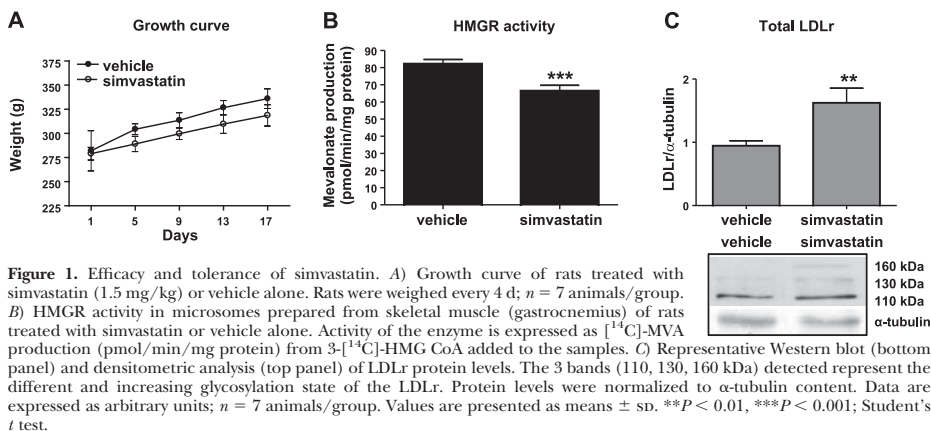 A
Growth curve
vehicle
simvastatin
Weight (g)
375
350
325
300
275
250
225
1
5
9
13
17
Days
B
HMGR activity
Mevalonate production
(pmol/min/mg protein)
90
80
70
60
50
40
30
20
10
0
***
vehicle
simvastatin
C
Total LDLr
LDLr/α-tubulin
2
1
0
**
vehicle
simvastatin
vehicle
simvastatin
160 kDa
130 kDa
110 kDa
α-tubulin
Figure 1. Efficacy and tolerance of simvastatin. A) Growth curve of rats treated with
simvastatin (1.5 mg/kg) or vehicle alone. Rats were weighed every 4 d; n = 7 animals/group.
B) HMGR activity in microsomes prepared from skeletal muscle (gastrocnemius) of rats
treated with simvastatin or vehicle alone. Activity of the enzyme is expressed as [¹⁴C]-MVA
production (pmol/min/mg protein) from 3-[¹⁴C]-HMG CoA added to the samples. C) Representative Western blot (bottom
panel) and densitometric analysis (top panel) of LDLr protein levels. The 3 bands (110, 130, 160 kDa) detected represent the
different and increasing glycosylation state of the LDLr. Protein levels were normalized to α-tubulin content. Data are
expressed as arbitrary units; n = 7 animals/group. Values are presented as means ± SD. **P < 0.01, ***P < 0.001; Student's
t test.